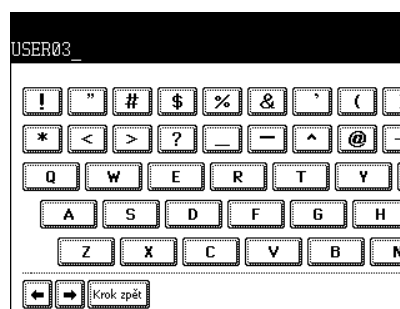 USER03_
! " # $ % & ' (
* < > ? _ - ^ @
Q W E R T Y
A S D F G H
Z X C V B N
← → Krok zpět